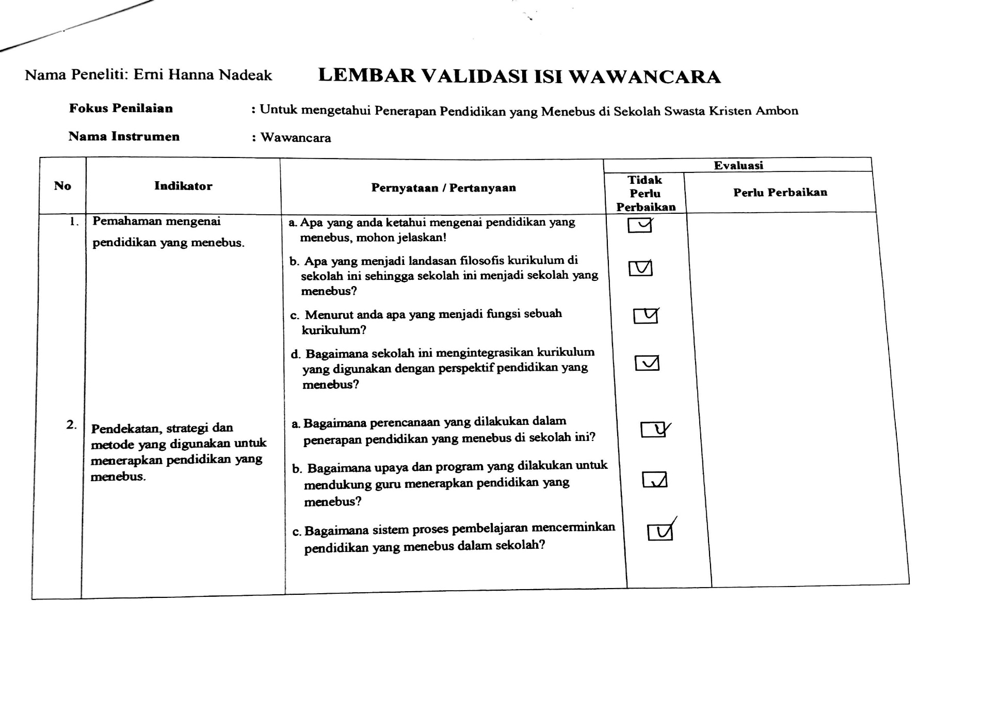 Nama Peneliti: Erni Hanna Nadeak
LEMBAR VALIDASI ISI WAWANCARA
Fokus Penilaian : Untuk mengetahui Penerapan Pendidikan yang Menebus di Sekolah Swasta Kristen Ambon
Nama Instrumen : Wawancara
No
Indikator
Pernyataan / Pertanyaan
Evaluasi
Tidak
Perlu
Perbaikan
Perlu Perbaikan
1.
Pemahaman mengenai
pendidikan yang menebus.
a. Apa yang anda ketahui mengenai pendidikan yang
menebus, mohon jelaskan!
b. Apa yang menjadi landasan filosofis kurikulum di
sekolah ini sehingga sekolah ini menjadi sekolah yang
menebus?
c. Menurut anda apa yang menjadi fungsi sebuah
kurikulum?
d. Bagaimana sekolah ini mengintegrasikan kurikulum
yang digunakan dengan perspektif pendidikan yang
menebus?
2.
Pendekatan, strategi dan
metode yang digunakan untuk
menerapkan pendidikan yang
menebus.
a. Bagaimana perencanaan yang dilakukan dalam
penerapan pendidikan yang menebus di sekolah ini?
b. Bagaimana upaya dan program yang dilakukan untuk
mendukung guru menerapkan pendidikan yang
menebus?
c. Bagaimana sistem proses pembelajaran mencerminkan
pendidikan yang menebus dalam sekolah?